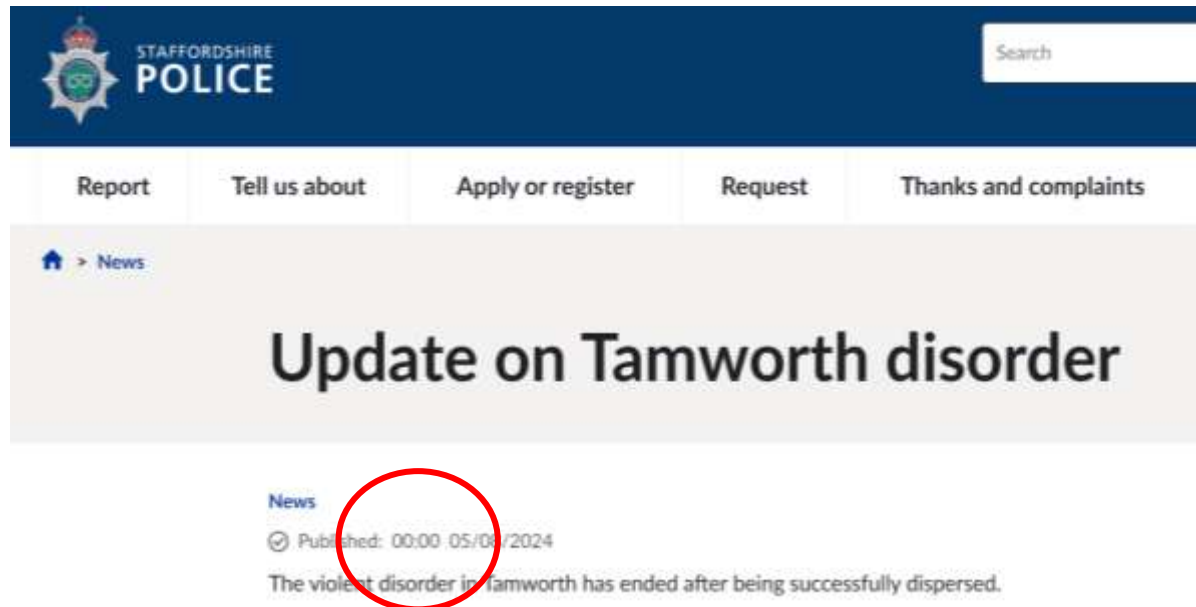 STAFFORDSHIRE
POLICE
Search
Report Tell us about Apply or register Request Thanks and complaints
> News
Update on Tamworth disorder
News
Published: 00:00 05/08/2024
The violent disorder in Tamworth has ended after being successfully dispersed.